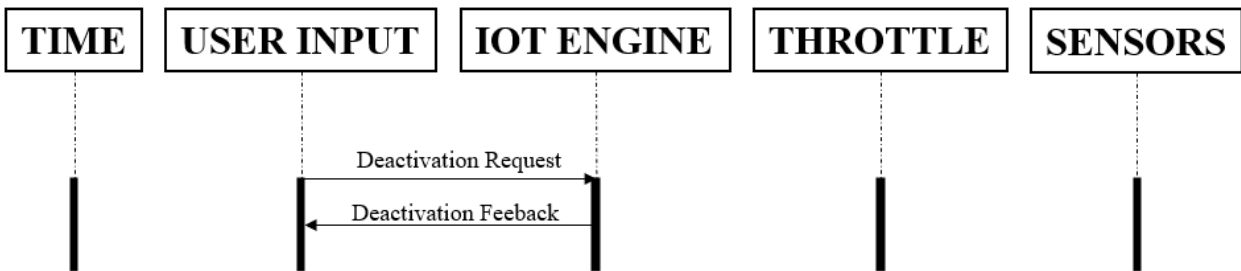 TIME
USER INPUT
IOT ENGINE
THROTTLE
SENSORS
Deactivation Request
Deactivation Feeback